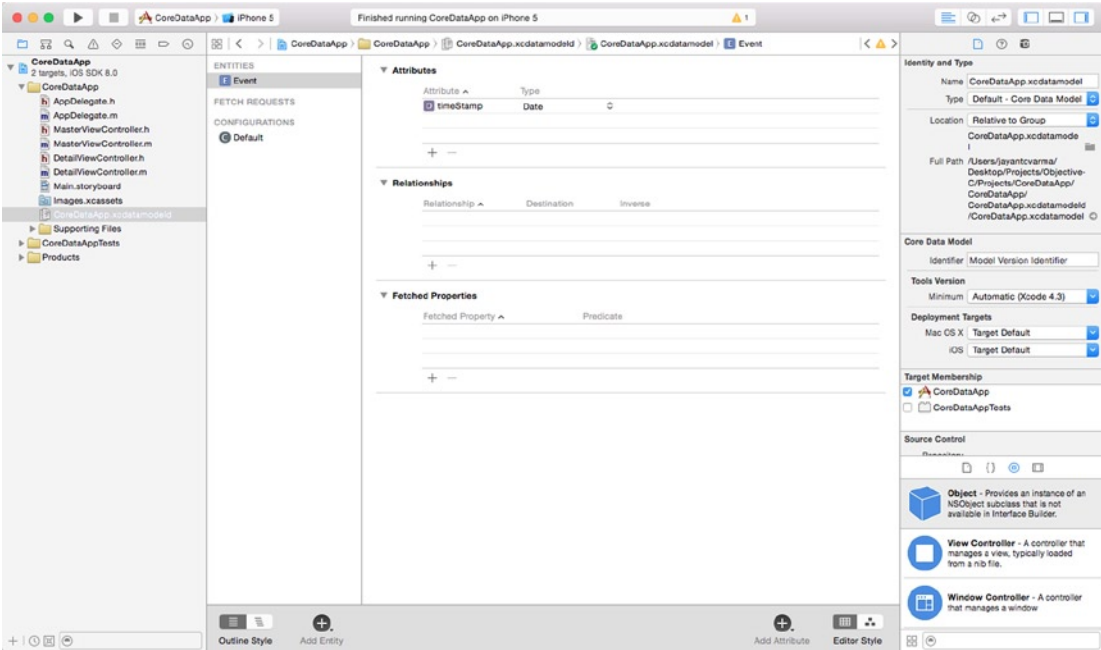 CoreDataApp iPhone 5
Finished running CoreDataApp on iPhone 5
1
CoreDataApp
2 targets, iOS SDK 8.0
CoreDataApp
AppDelegate.h
AppDelegate.m
MasterViewController.h
MasterViewController.m
DetailViewController.h
DetailViewController.m
Main.storyboard
Images.xcassets
CoreDataApp.xcdatamodeld
Supporting Files
CoreDataAppTests
Products
CoreDataApp CoreDataApp CoreDataApp.xcdatamodeld CoreDataApp.xcdatamodel E Event
ENTITIES
E Event
FETCH REQUESTS
CONFIGURATIONS
C Default
Attributes
Attribute Type
D timeStamp Date
Relationships
Relationship Destination Inverse
Fetched Properties
Fetched Property Predicate
Outline Style
Add Entity
Add Attribute
Editor Style
Identity and Type
Name CoreDataApp.xcdatamodel
Type Default - Core Data Model
Location Relative to Group
CoreDataApp.xcdatamode
l
Full Path /Users/jayantcvarma/
Desktop/Projects/Objective-
C/Projects/CoreDataApp/
CoreDataApp/
CoreDataApp.xcdatamodeld
/CoreDataApp.xcdatamodel
Core Data Model
Identifier Model Version Identifier
Tools Version
Minimum Automatic (Xcode 4.3)
Deployment Targets
Mac OS X Target Default
iOS Target Default
Target Membership
CoreDataApp
CoreDataAppTests
Source Control
Object - Provides an instance of an
NSObject subclass that is not
available in Interface Builder.
View Controller - A controller that
manages a view, typically loaded
from a nib file.
Window Controller - A controller
that manages a window